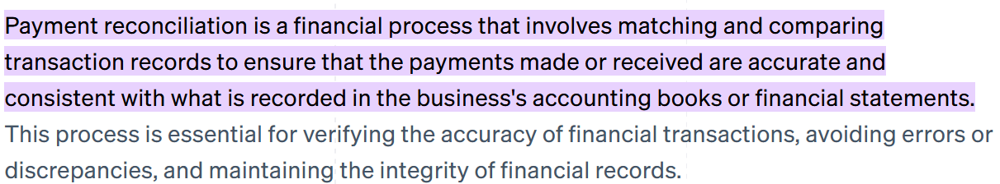 Payment reconciliation is a financial process that involves matching and comparing
transaction records to ensure that the payments made or received are accurate and
consistent with what is recorded in the business's accounting books or financial statements.
This process is essential for verifying the accuracy of financial transactions, avoiding errors or
discrepancies, and maintaining the integrity of financial records.